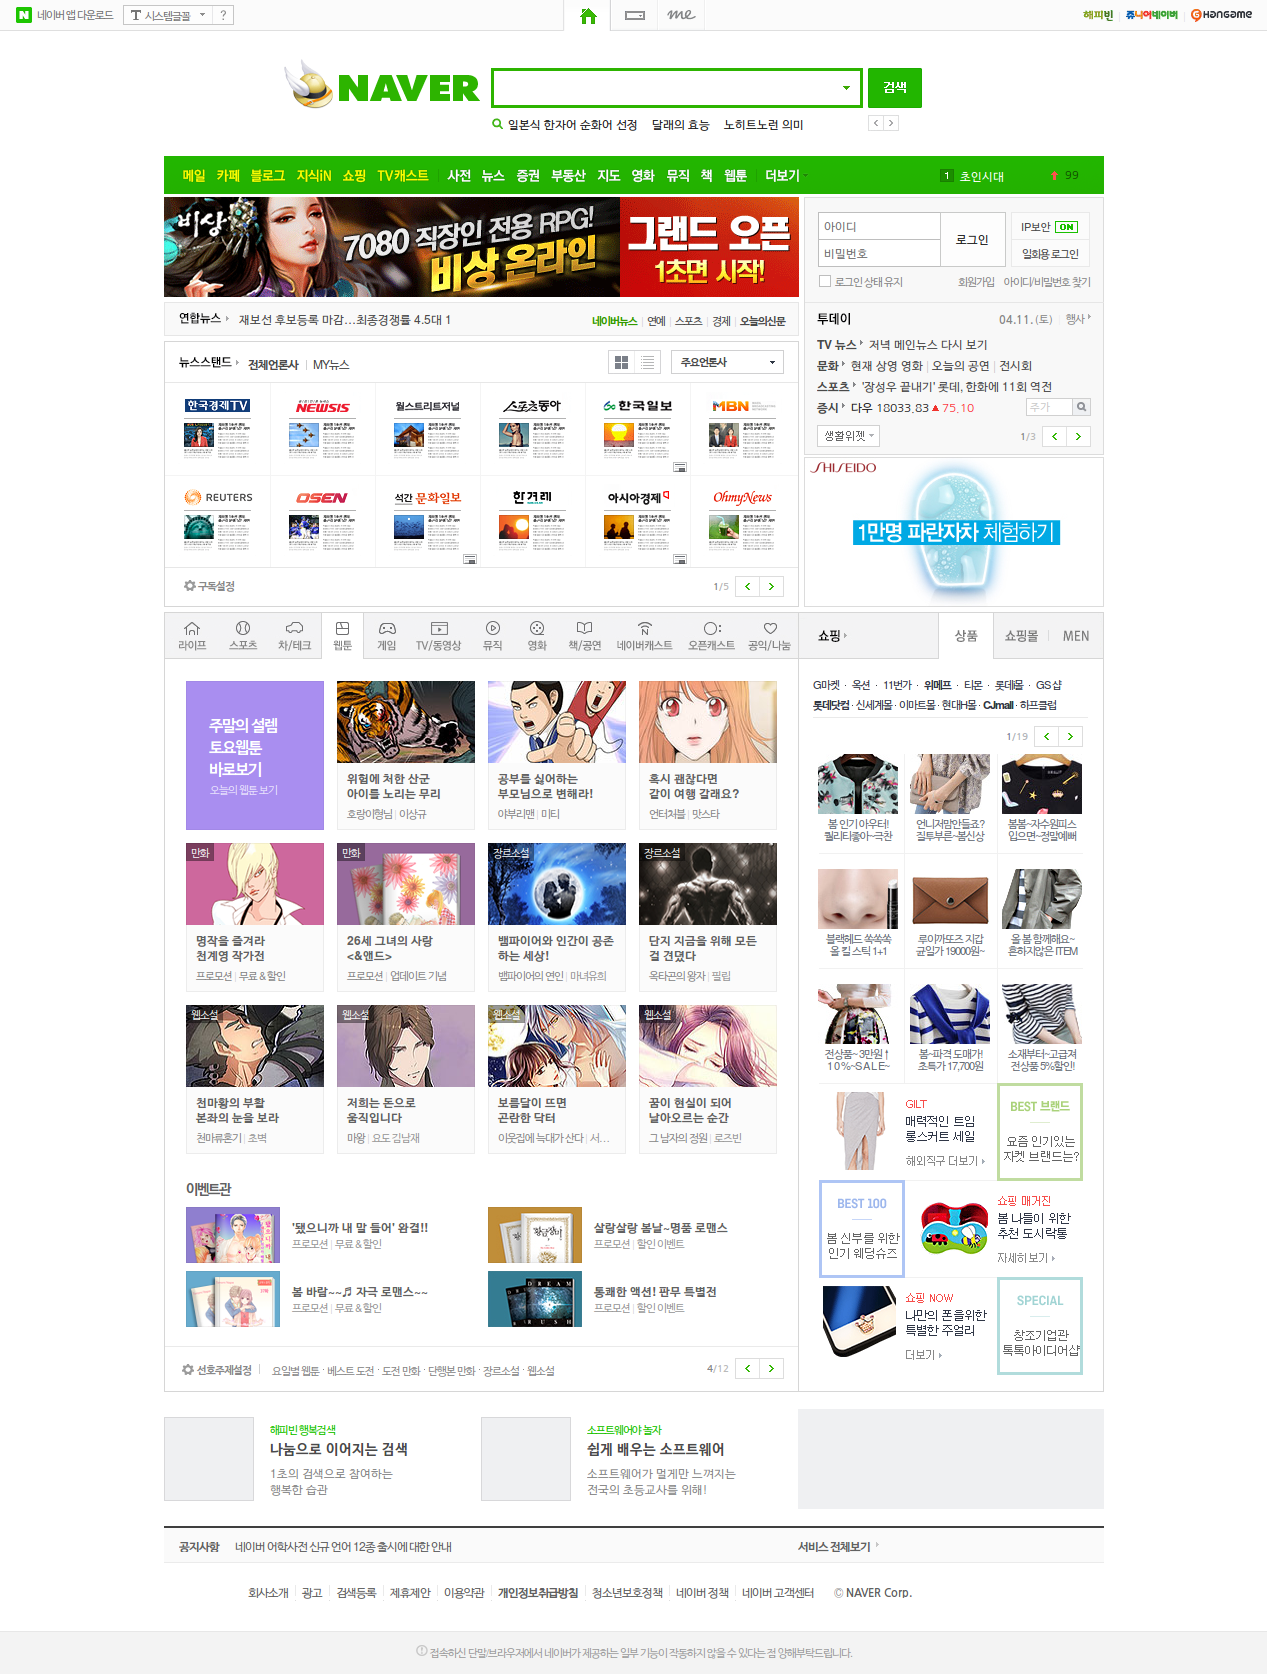 네이버 앱 다운로드
시스템글꼴
?
me
해피빈
쥬니어네이버
Hangame
NAVER
검색
일본식 한자어 순화어 선정 달래의 효능 노히트노런 의미
메일 카페 블로그 지식iN 쇼핑 TV캐스트 사전 뉴스 증권 부동산 지도 영화 뮤직 책 웹툰 더보기
1 초인시대 99
비상
7080 직장인 전용 RPG!
비상 온라인
그랜드 오픈
1초면 시작!
아이디
비밀번호
로그인
IP보안 ON
일회용 로그인
로그인 상태 유지
회원가입 아이디/비밀번호 찾기
연합뉴스 재보선 후보등록 마감…최종경쟁률 4.5대 1
네이버뉴스 연예 스포츠 경제 오늘의신문
투데이
04.11.(토) 행사
TV 뉴스 저녁 메인뉴스 다시 보기
문화 현재 상영 영화 오늘의 공연 전시회
스포츠 '장성우 끝내기' 롯데, 한화에 11회 역전
증시 다우 18033.83 75.10
추가
생활위젯
1/3
뉴스스탠드 전체언론사 MY뉴스
주요언론사
한국경제TV
NEWSIS
월스트리트저널
스포츠동아
한국일보
MBN
REUTERS
OSEN
석간 문화일보
한겨레
아시아경제
OhmyNews
구독설정
1/5
SHISEIDO
1만명 파란자차 체험하기
라이프 스포츠 차/테크 웹툰 게임 TV/동영상 뮤직 영화 책/공연 네이버캐스트 오픈캐스트 공익/나눔
쇼핑 상품 쇼핑몰 MEN
주말의 설렘
토요웹툰
바로보기
오늘의 웹툰 보기
위험에 처한 산군
아이를 노리는 무리
호랑이형님 이상규
공부를 싫어하는
부모님으로 변해라!
야부리맨 미티
혹시 괜찮다면
같이 여행 갈래요?
언터처블 맛스타
만화
명작을 즐겨라
천계영 작가전
프로모션 무료 & 할인
만화
26세 그녀의 사랑
<&앤드>
프로모션 업데이트 기념
장르소설
뱀파이어와 인간이 공존
하는 세상!
뱀파이어의 연인 마녀유희
장르소설
단지 지금을 위해 모든
걸 견뎠다
옥타곤의 왕자 필립
웹소설
천마황의 부활
본좌의 눈을 보라
천마류혼기 초벽
웹소설
저희는 돈으로
움직입니다
마왕 요도 김남재
웹소설
보름달이 뜨면
곤란한 닥터
이웃집에 늑대가 산다 서…
웹소설
꿈이 현실이 되어
날아오르는 순간
그 남자의 정원 로즈빈
이벤트관
'됐으니까 내 말 들어' 완결!!
프로모션 무료 & 할인
살랑살랑 봄날~명품 로맨스
프로모션 할인 이벤트
봄 바람~~♬ 자극 로맨스~~
프로모션 무료 & 할인
통쾌한 액션! 판무 특별전
프로모션 할인 이벤트
DREAM
RUSH
선호주제설정
요일별 웹툰 · 베스트 도전 · 도전 만화 · 단행본 만화 · 장르소설 · 웹소설
4/12
G마켓 · 옥션 · 11번가 · 위메프 · 티몬 · 롯데몰 · GS샵
롯데닷컴 · 신세계몰 · 이마트몰 · 현대H몰 · CJmall · 하프클럽
1/19
봄 인기 아우터!
퀄리티좋아~극찬
언니저맘안들죠?
질투부른~봄신상
봄봄~자수원피스
입으면~정말예뻐
블랙헤드 쏙쏙쏙
올 킬 스틱 1+1
루이까또즈 지갑
균일가 19000원~
올 봄 함께해요~
흔하지않은 ITEM
전상품~ 3만원↑
10%~SALE~
봄~파격 도매가!
초특가 17,700원
소재부터~고급져
전상품 5%할인!
GILT
매력적인 트임
롱스커트 세일
해외직구 더보기
BEST 브랜드
요즘 인기있는
자켓 브랜드는?
BEST 100
봄 신부를 위한
인기 웨딩슈즈
쇼핑 매거진
봄 나들이 위한
추천 도시락통
자세히보기
쇼핑 NOW
나만의 폰을위한
특별한 주얼리
더보기
SPECIAL
창조기업관
톡톡아이디어샵
해피빈 행복검색
나눔으로 이어지는 검색
1초의 검색으로 참여하는
행복한 습관
소프트웨어야 놀자
쉽게 배우는 소프트웨어
소프트웨어가 멀게만 느껴지는
전국의 초등교사를 위해!
공지사항 네이버 어학사전 신규 언어 12종 출시에 대한 안내
서비스 전체보기
회사소개 광고 검색등록 제휴제안 이용약관 개인정보취급방침 청소년보호정책 네이버 정책 네이버 고객센터 © NAVER Corp.
접속하신 단말/브라우저에서 네이버가 제공하는 일부 기능이 작동하지 않을 수 있다는 점 양해부탁드립니다.